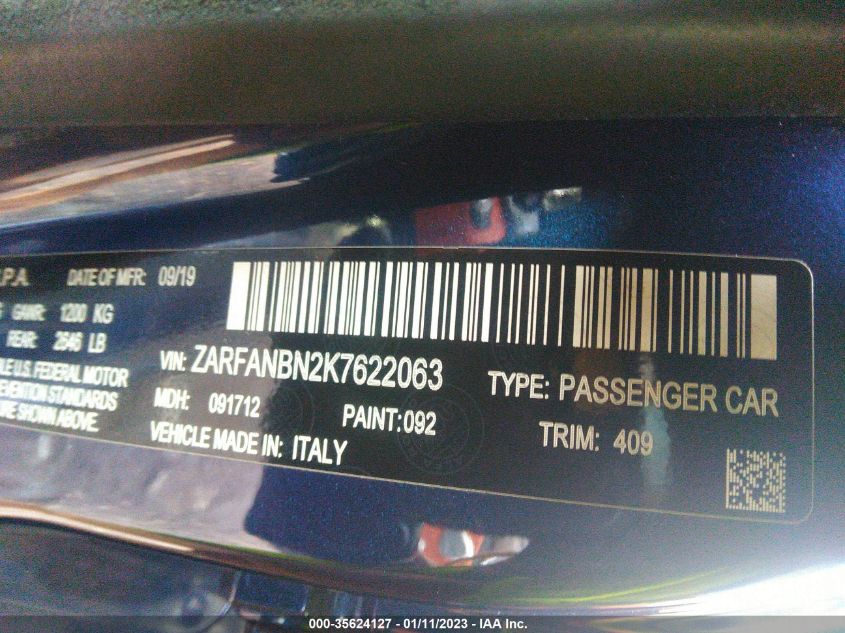 .P.A. DATE OF MFR: 09/19
GAWR: 1200 KG
REAR: 2646 LB
U.S. FEDERAL MOTOR
STANDARDS
SHOWN ABOVE.
VIN: ZARFANBN2K7622063
MDH: 091712
PAINT: 092
VEHICLE MADE IN: ITALY
TYPE: PASSENGER CAR
TRIM: 409
000-35624127 - 01/11/2023 - IAA Inc.